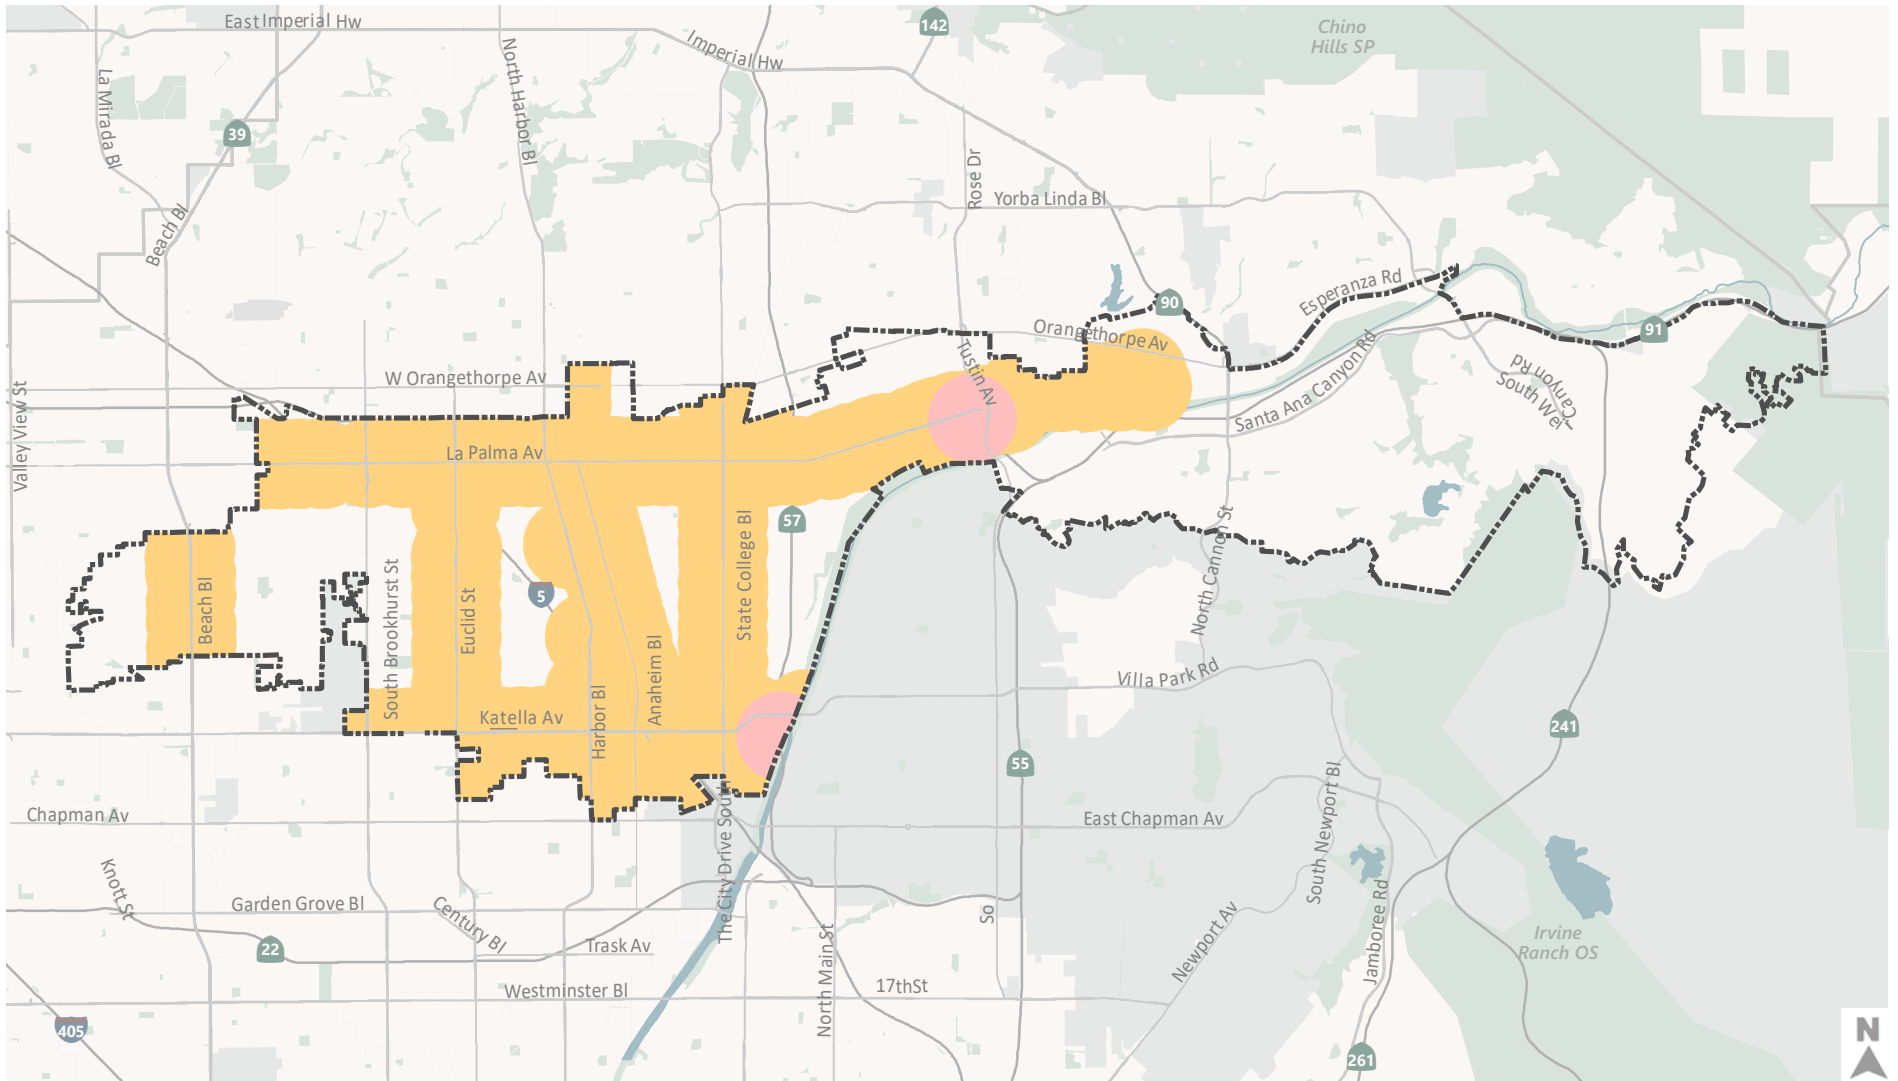 East Imperial Hw
142
Chino
Hills SP
Imperial Hw
North Harbor Bl
La Mirada Bl
39
Rose Dr
Yorba Linda Bl
Beach Bl
Esperanza Rd
90
91
Orangethorpe Av
Tustin Av
Santa Ana Canyon Rd
South Weir
Canyon Rd
W Orangethorpe Av
Valley View St
La Palma Av
57
State College Bl
North Cannon St
South Brookhurst St
Euclid St
5
Beach Bl
Anaheim Bl
Harbor Bl
Katella Av
Villa Park Rd
241
55
South Newport Bl
Chapman Av
East Chapman Av
The City Drive South
Knott St
Garden Grove Bl
Century Bl
Trask Av
22
So
North Main St
Newport Av
Jamboree Rd
Irvine
Ranch OS
Westminster Bl
17thSt
405
261
N